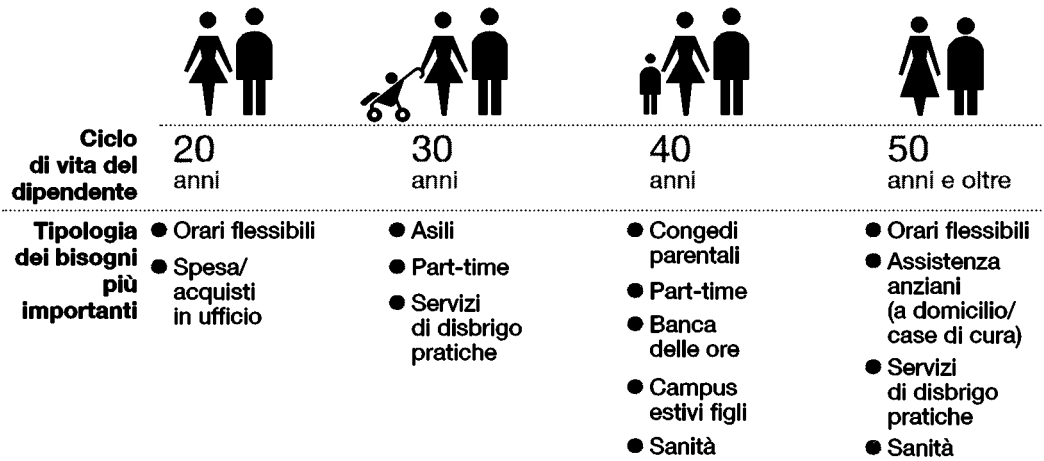 Ciclo
di vita del
dipendente
20
anni
30
anni
40
anni
50
anni e oltre
Tipologia
dei bisogni
più
importanti
● Orari flessibili
● Spesa/
acquisti
in ufficio
● Asili
● Part-time
● Servizi
di disbrigo
pratiche
● Congedi
parentali
● Part-time
● Banca
delle ore
● Campus
estivi figli
● Sanità
● Orari flessibili
● Assistenza
anziani
(a domicilio/
case di cura)
● Servizi
di disbrigo
pratiche
● Sanità